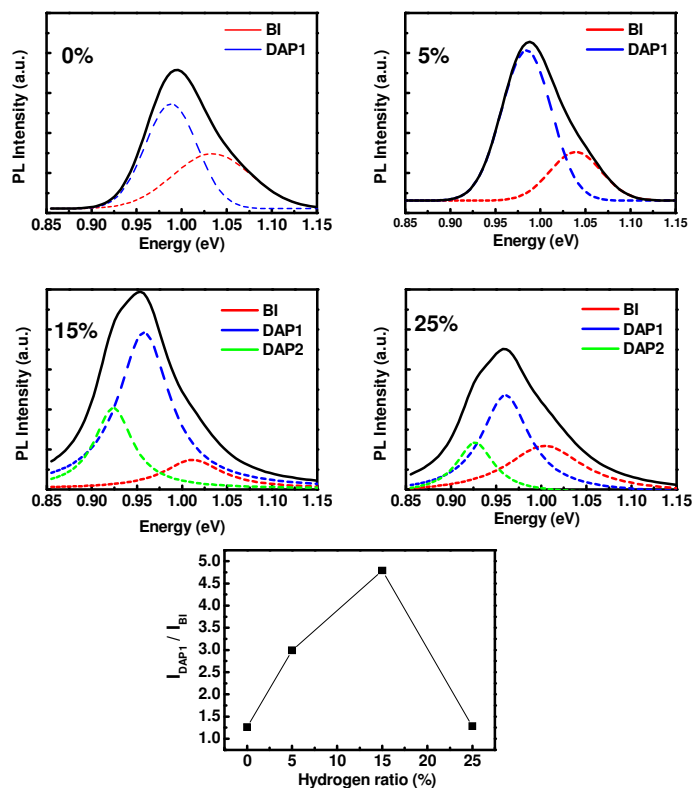 0%
BI
DAP1
PL Intensity (a.u.)
0.85 0.90 0.95 1.00 1.05 1.10 1.15
Energy (eV)
5%
BI
DAP1
PL Intensity (a.u.)
0.85 0.90 0.95 1.00 1.05 1.10 1.15
Energy (eV)
15%
BI
DAP1
DAP2
PL Intensity (a.u.)
0.85 0.90 0.95 1.00 1.05 1.10 1.15
Energy (eV)
25%
BI
DAP1
DAP2
PL Intensity (a.u.)
0.85 0.90 0.95 1.00 1.05 1.10 1.15
Energy (eV)
I_DAP1 / I_BI
5.0
4.5
4.0
3.5
3.0
2.5
2.0
1.5
1.0
0 5 10 15 20 25
Hydrogen ratio (%)